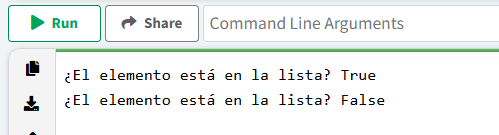 Run Share Command Line Arguments
¿El elemento está en la lista? True
¿El elemento está en la lista? False